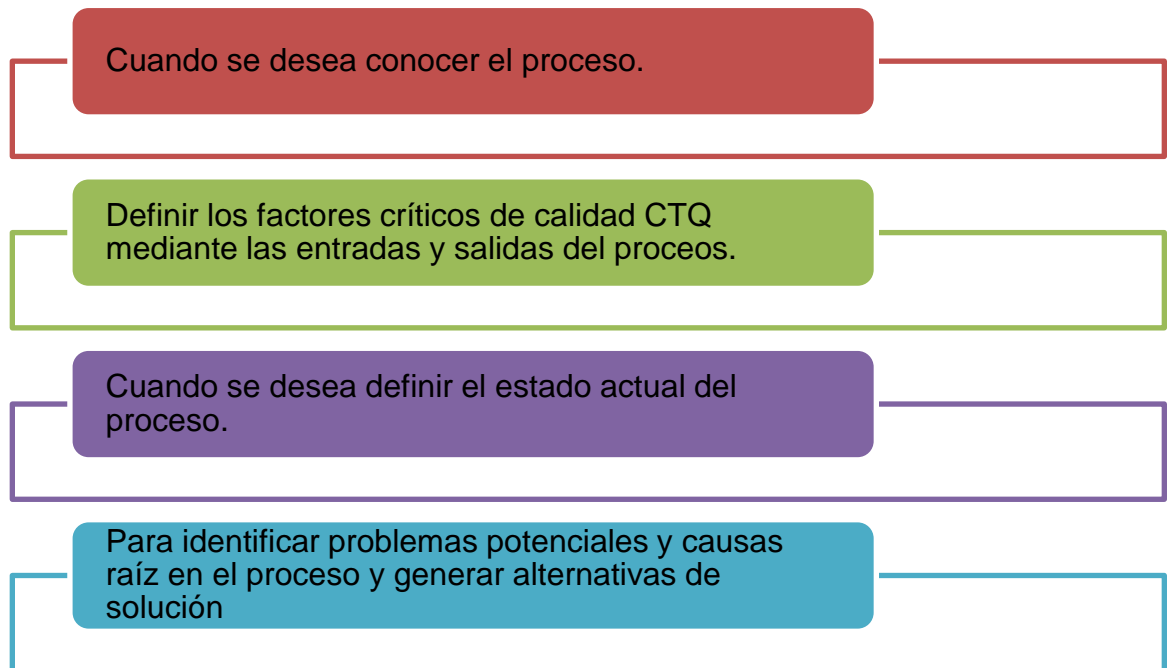 Cuando se desea conocer el proceso.
Definir los factores críticos de calidad CTQ
mediante las entradas y salidas del proceos.
Cuando se desea definir el estado actual del
proceso.
Para identificar problemas potenciales y causas
raíz en el proceso y generar alternativas de
solución